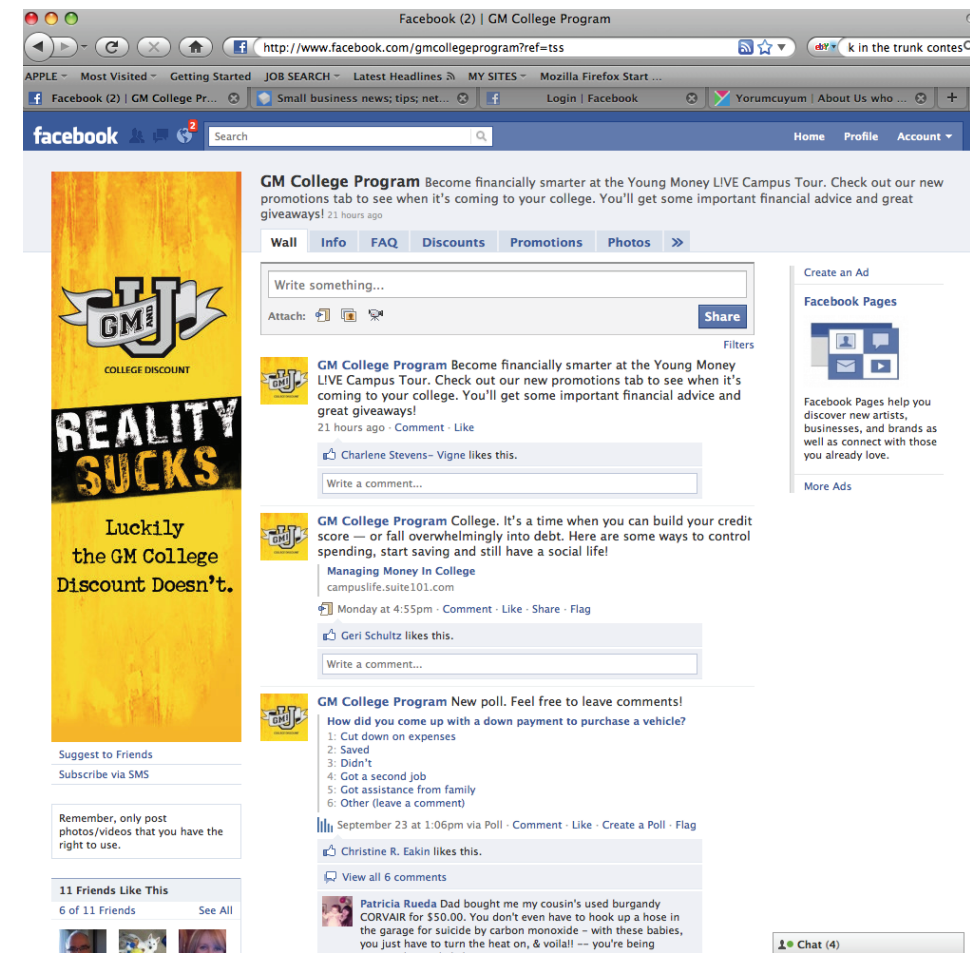 Facebook (2) | GM College Program
http://www.facebook.com/gmcollegeprogram?ref=tss
k in the trunk contes
APPLE Most Visited Getting Started JOB SEARCH Latest Headlines MY SITES Mozilla Firefox Start ...
Facebook (2) | GM College Pr... Small business news; tips; net... Login | Facebook Yorumcuyum | About Us who ... +
facebook 2 Search Home Profile Account
GM College Program Become financially smarter at the Young Money L!VE Campus Tour. Check out our new
promotions tab to see when it's coming to your college. You'll get some important financial advice and great
giveaways! 21 hours ago
Wall Info FAQ Discounts Promotions Photos »
GM AND U
COLLEGE DISCOUNT
REALITY
SUCKS
Luckily
the GM College
Discount Doesn't.
Suggest to Friends
Subscribe via SMS
Remember, only post
photos/videos that you have the
right to use.
11 Friends Like This
6 of 11 Friends See All
Write something...
Attach: Share
Filters
GM College Program Become financially smarter at the Young Money
L!VE Campus Tour. Check out our new promotions tab to see when it's
coming to your college. You'll get some important financial advice and
great giveaways!
21 hours ago · Comment · Like
Charlene Stevens- Vigne likes this.
Write a comment...
GM College Program College. It's a time when you can build your credit
score — or fall overwhelmingly into debt. Here are some ways to control
spending, start saving and still have a social life!
Managing Money In College
campuslife.suite101.com
Monday at 4:55pm · Comment · Like · Share · Flag
Geri Schultz likes this.
Write a comment...
GM College Program New poll. Feel free to leave comments!
How did you come up with a down payment to purchase a vehicle?
1: Cut down on expenses
2: Saved
3: Didn't
4: Got a second job
5: Got assistance from family
6: Other (leave a comment)
September 23 at 1:06pm via Poll · Comment · Like · Create a Poll · Flag
Christine R. Eakin likes this.
View all 6 comments
Patricia Rueda Dad bought me my cousin's used burgandy
CORVAIR for $50.00. You don't even have to hook up a hose in
the garage for suicide by carbon monoxide – with these babies,
you just have to turn the heat on, & voila!! -- you're being
Create an Ad
Facebook Pages
Facebook Pages help you
discover new artists,
businesses, and brands as
well as connect with those
you already love.
More Ads
Chat (4)